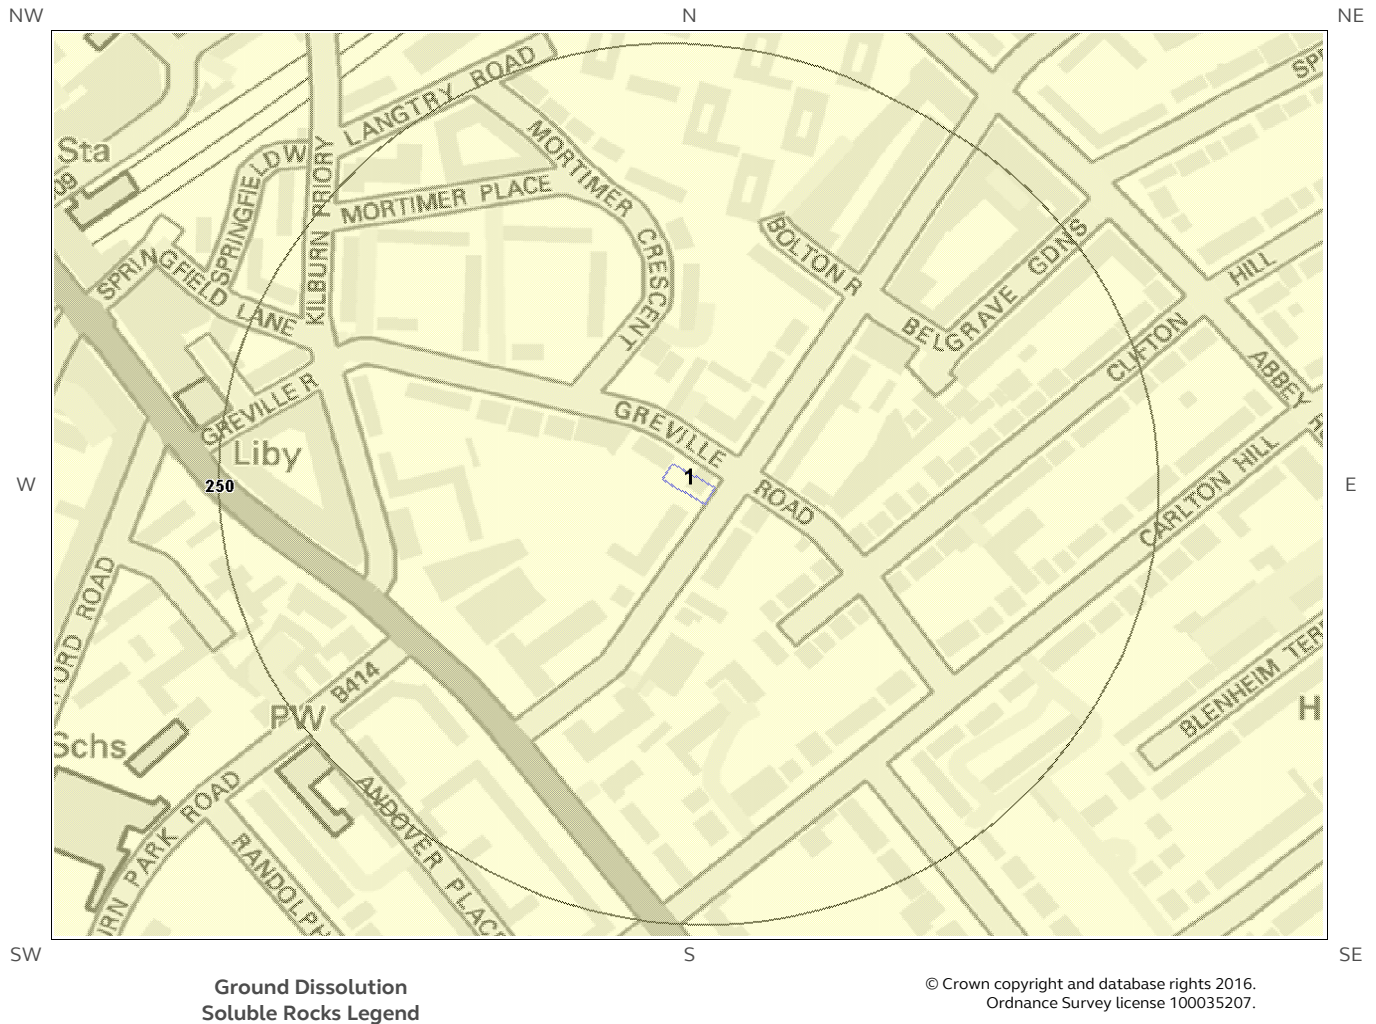 NW
N
NE
LANGTRY ROAD
Sta
SPRINGFIELD W
KILBURN PRIORY
MORTIMER PLACE
MORTIMER CRESCENT
BOLTON R
BELGRAVE GDNS
HILL
SPRINGFIELD LANE
CLIFTON
ABBEY
GREVILLE R
GREVILLE ROAD
Liby
W
250
1
E
CARLTON HILL
ROAD
B414
PW
BLENHEIM TER
H
Schs
PARK ROAD
ANDOVER PLACE
RANDOLPH
SW
S
SE
Ground Dissolution
Soluble Rocks Legend
© Crown copyright and database rights 2016.
Ordnance Survey license 100035207.